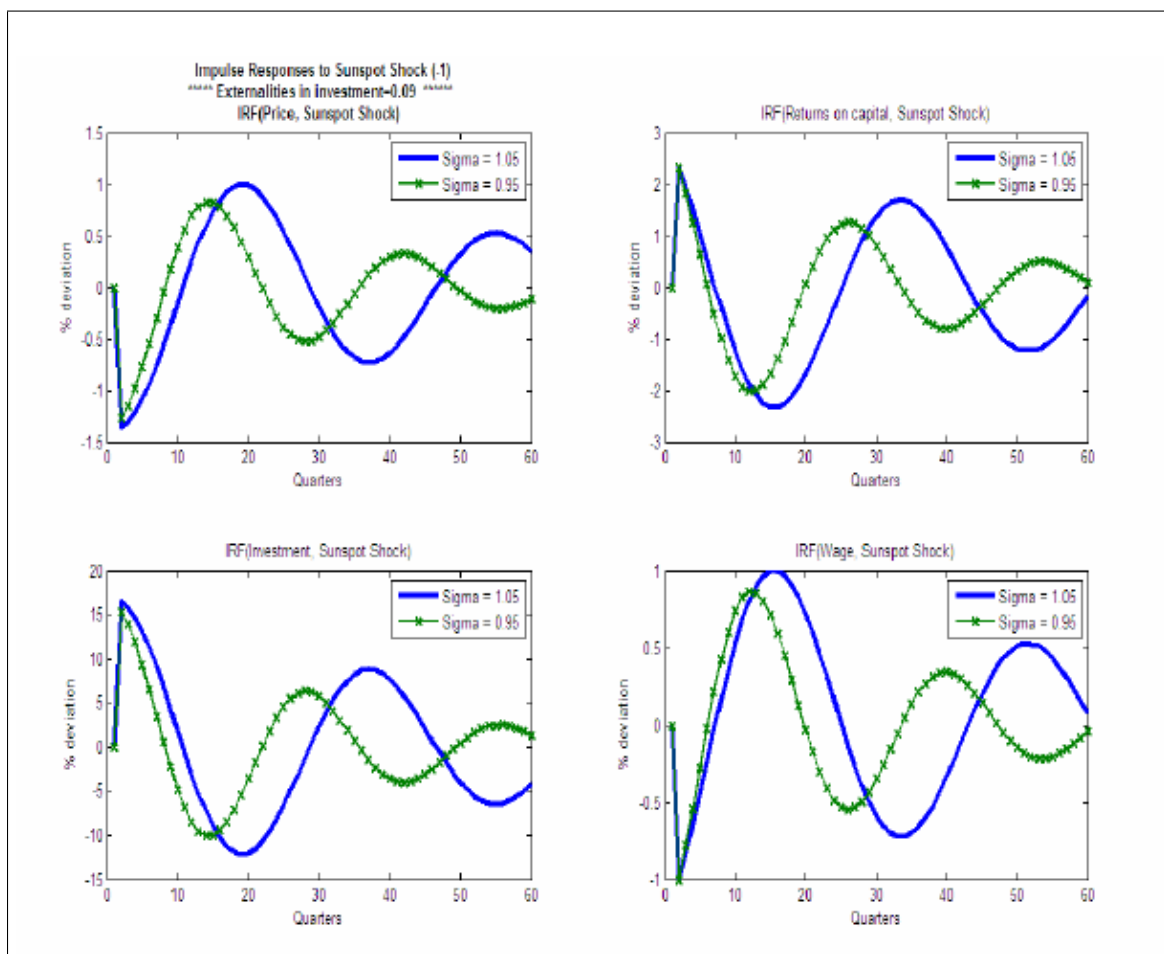 Impulse Responses to Sunspot Shock (-1)
***** Externalities in investment=0.09 ******
IRF(Price, Sunspot Shock)
1.5
1
0.5
0
-0.5
-1
-1.5
% deviation
0 10 20 30 40 50 60
Quarters
Sigma = 1.05
Sigma = 0.95
IRF(Returns on capital, Sunspot Shock)
3
2
1
0
-1
-2
-3
% deviation
0 10 20 30 40 50 60
Quarters
Sigma = 1.05
Sigma = 0.95
IRF(Investment, Sunspot Shock)
20
15
10
5
0
-5
-10
-15
% deviation
0 10 20 30 40 50 60
Quarters
Sigma = 1.05
Sigma = 0.95
IRF(Wage, Sunspot Shock)
1
0.5
0
-0.5
-1
% deviation
0 10 20 30 40 50 60
Quarters
Sigma = 1.05
Sigma = 0.95